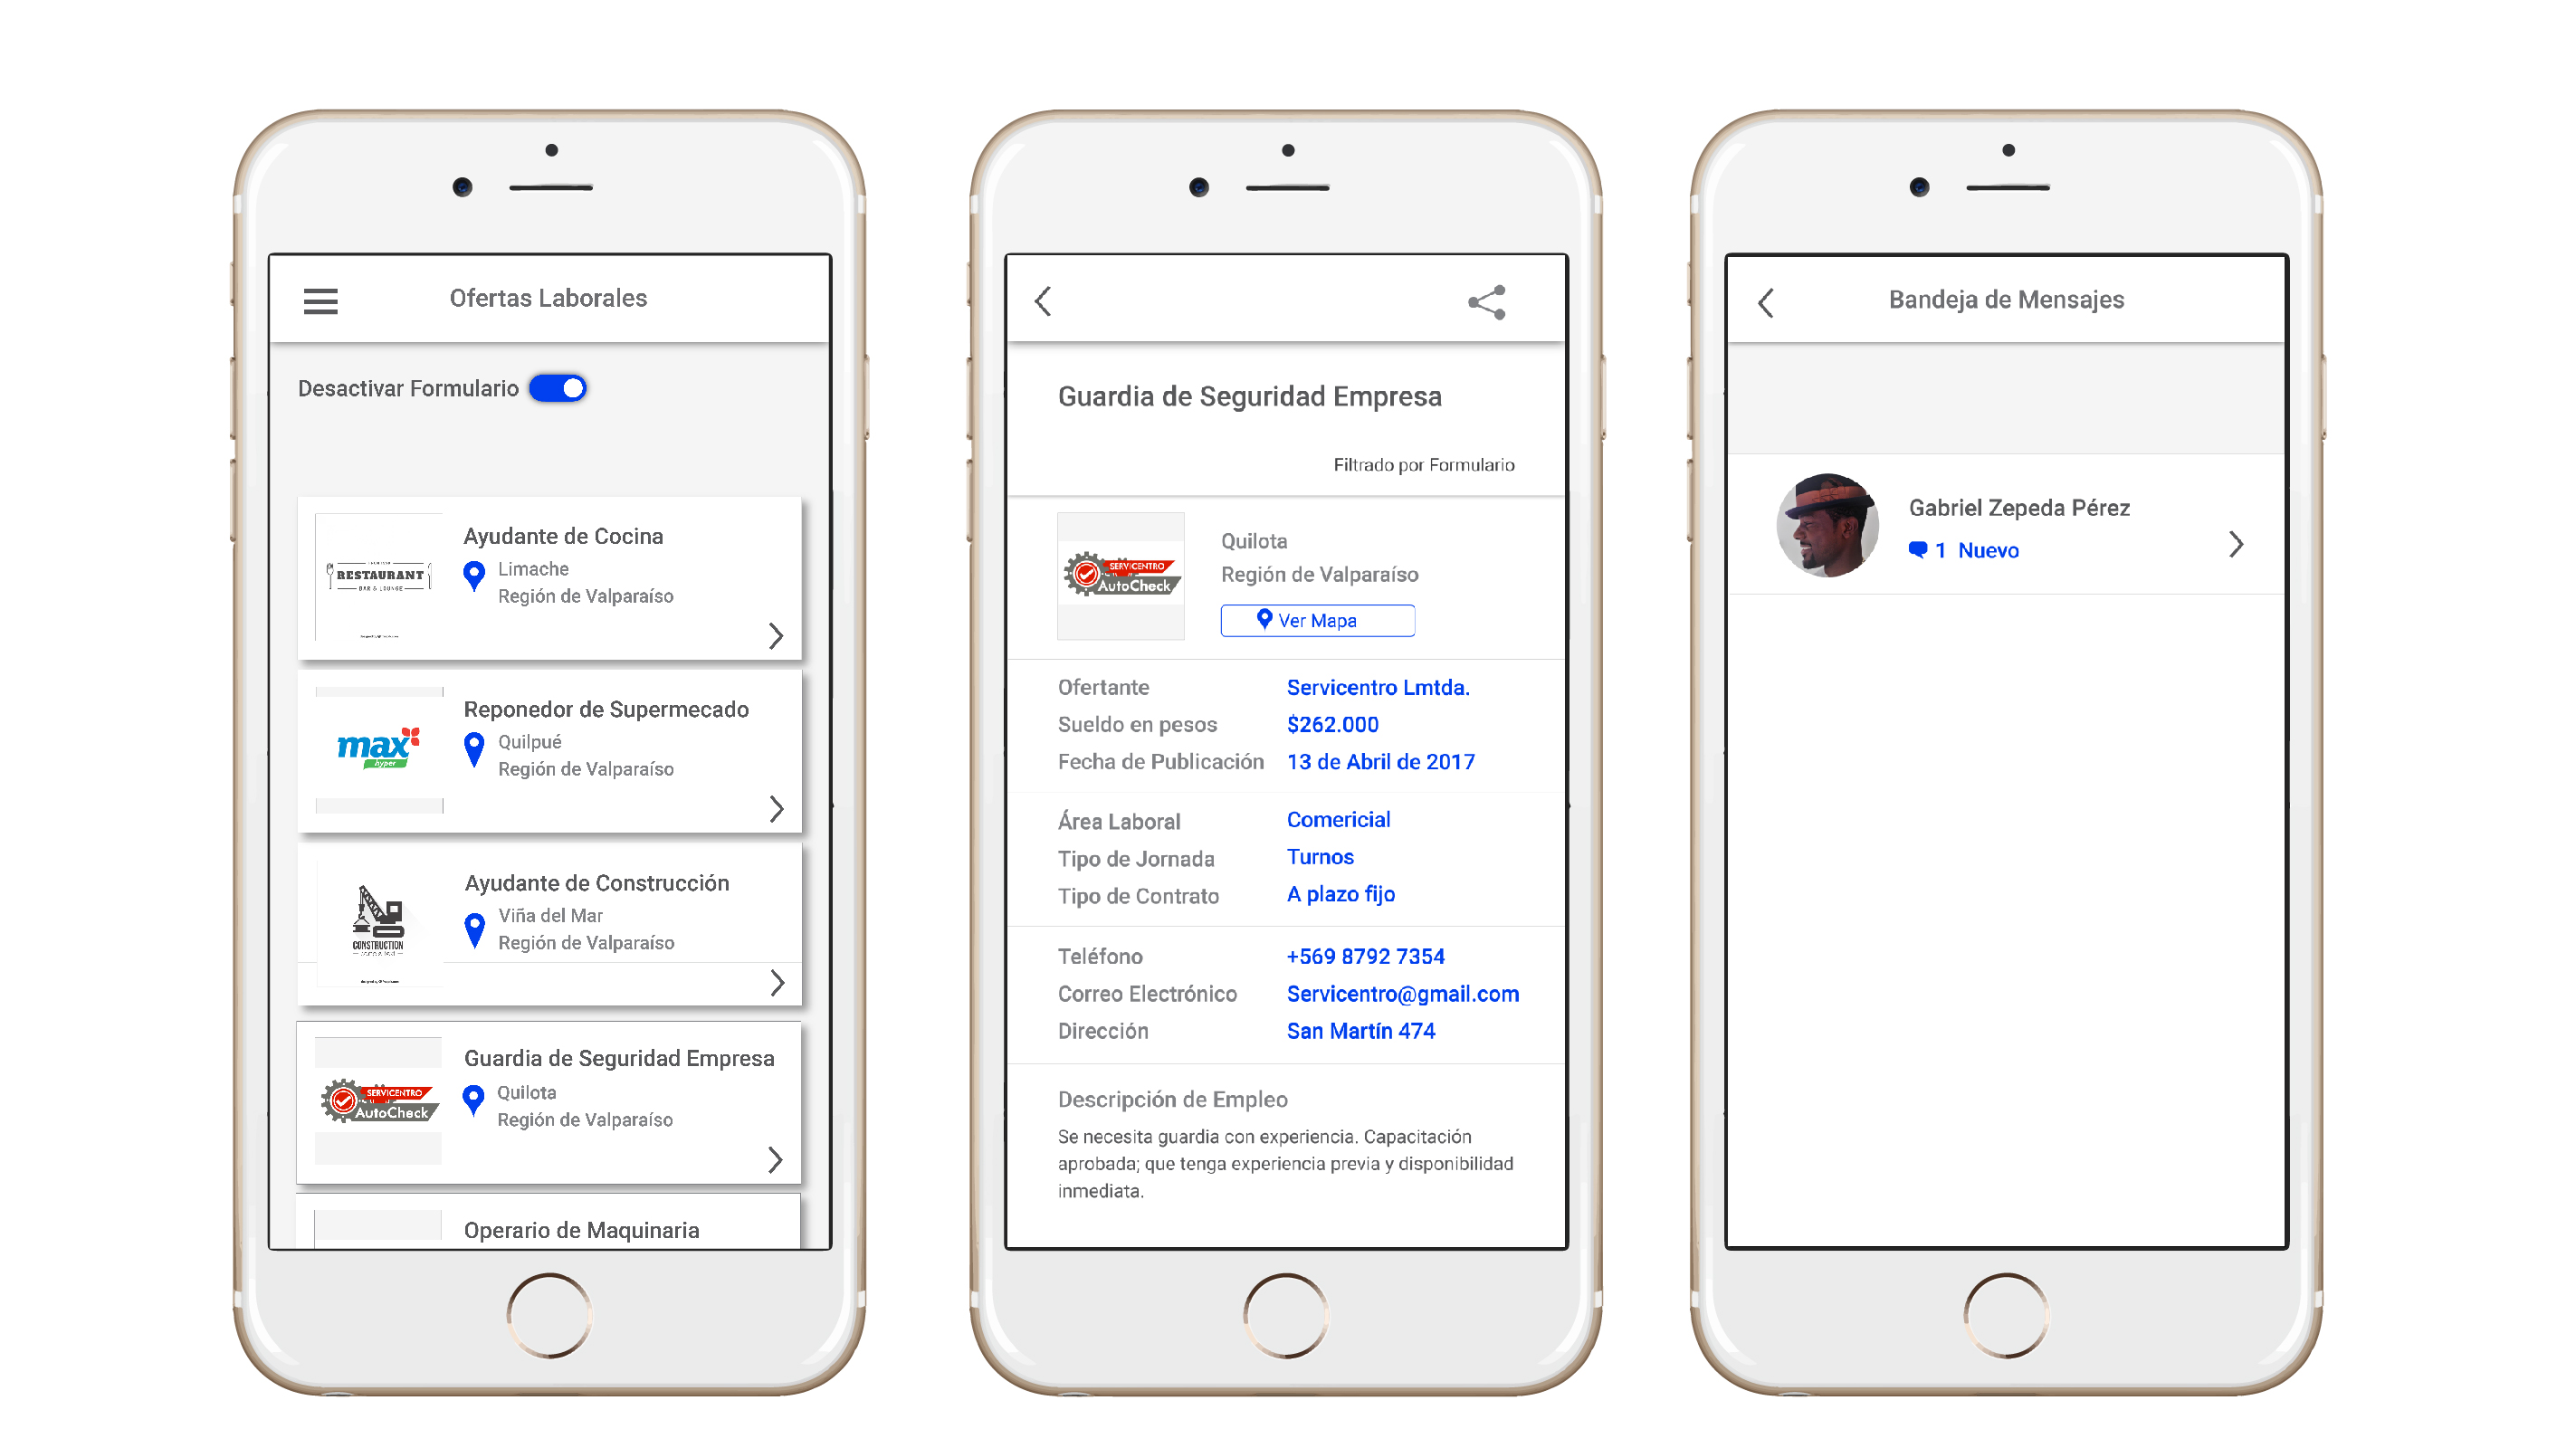 Ofertas Laborales
Desactivar Formulario
RESTAURANT
BAR & LOUNGE
Ayudante de Cocina
Limache
Región de Valparaíso
max
hyper
Reponedor de Supermecado
Quilpué
Región de Valparaíso
CONSTRUCTION
Ayudante de Construcción
Viña del Mar
Región de Valparaíso
SERVICENTRO
AutoCheck
Guardia de Seguridad Empresa
Quilota
Región de Valparaíso
Operario de Maquinaria
Guardia de Seguridad Empresa
Filtrado por Formulario
SERVICENTRO
AutoCheck
Quilota
Región de Valparaíso
Ver Mapa
Ofertante Servicentro Lmtda.
Sueldo en pesos $262.000
Fecha de Publicación 13 de Abril de 2017
Área Laboral Comericial
Tipo de Jornada Turnos
Tipo de Contrato A plazo fijo
Teléfono +569 8792 7354
Correo Electrónico Servicentro@gmail.com
Dirección San Martín 474
Descripción de Empleo
Se necesita guardia con experiencia. Capacitación
aprobada; que tenga experiencia previa y disponibilidad
inmediata.
Bandeja de Mensajes
Gabriel Zepeda Pérez
1 Nuevo